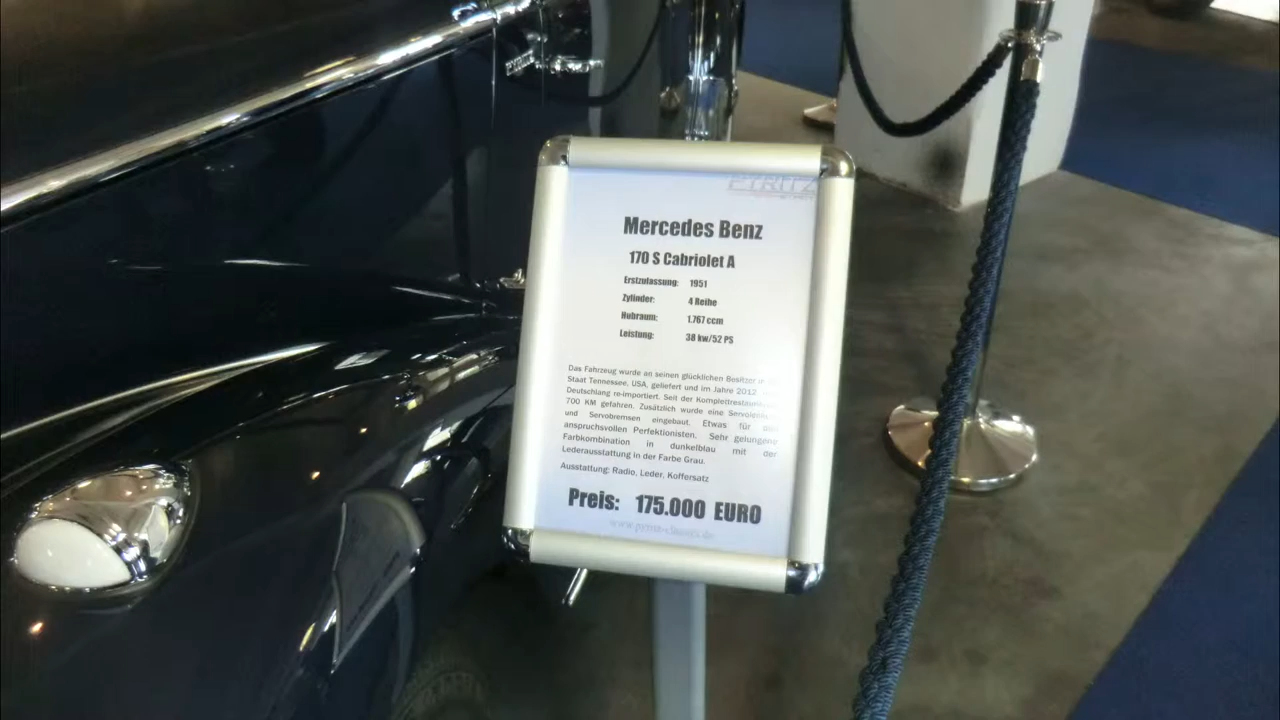 PYRITZ
Mercedes Benz
170 S Cabriolet A
Erstzulassung: 1951
Zylinder: 4 Reihe
Hubraum: 1.767 ccm
Leistung: 38 kw/52 PS
Das Fahrzeug wurde an seinen glücklichen Besitzer
Staat Tennessee, USA, geliefert und im Jahre 2012
Deutschlang re-importiert. Seit der
700 KM gefahren. Zusätzlich wurde eine
und Servobremsen eingebaut. Etwas für
anspruchsvollen Perfektionisten. Sehr gelungene
Farbkombination in dunkelblau mit der
Lederausstattung in der Farbe Grau.
Ausstattung: Radio, Leder, Koffersatz
Preis: 175.000 EURO